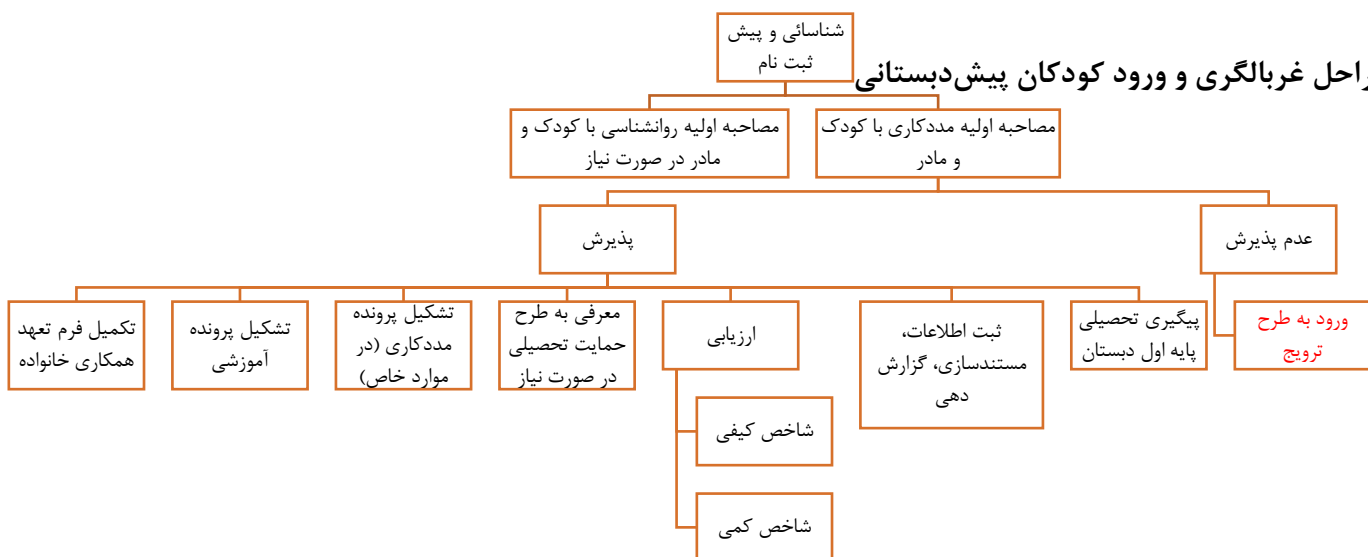 شناسائی و پیش
ثبت نام
راحل غربالگری و ورود کودکان پیش‌دبستانی
مصاحبه اولیه مددکاری با کودک
و مادر
مصاحبه اولیه روانشناسی با کودک و
مادر در صورت نیاز
عدم پذیرش
پذیرش
ورود به طرح
ترویج
پیگیری تحصیلی
پایه اول دبستان
ثبت اطلاعات،
مستندسازی، گزارش
دهی
ارزیابی
معرفی به طرح
حمایت تحصیلی
در صورت نیاز
تشکیل پرونده
مددکاری (در
موارد خاص)
تشکیل پرونده
آموزشی
تکمیل فرم تعهد
همکاری خانواده
شاخص کیفی
شاخص کمی